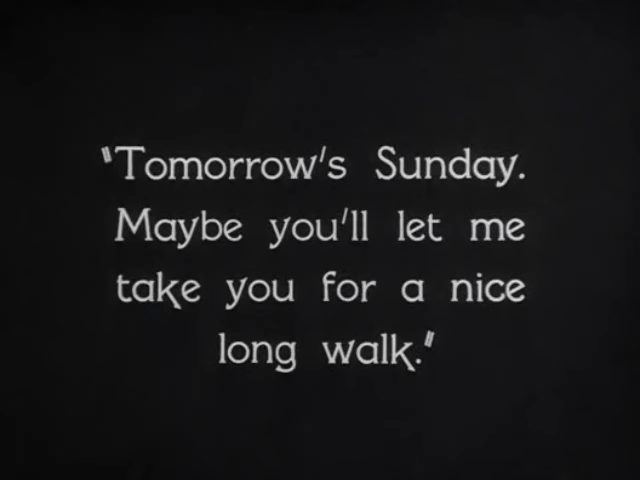 "Tomorrow's Sunday.
Maybe you'll let me
take you for a nice
long walk."